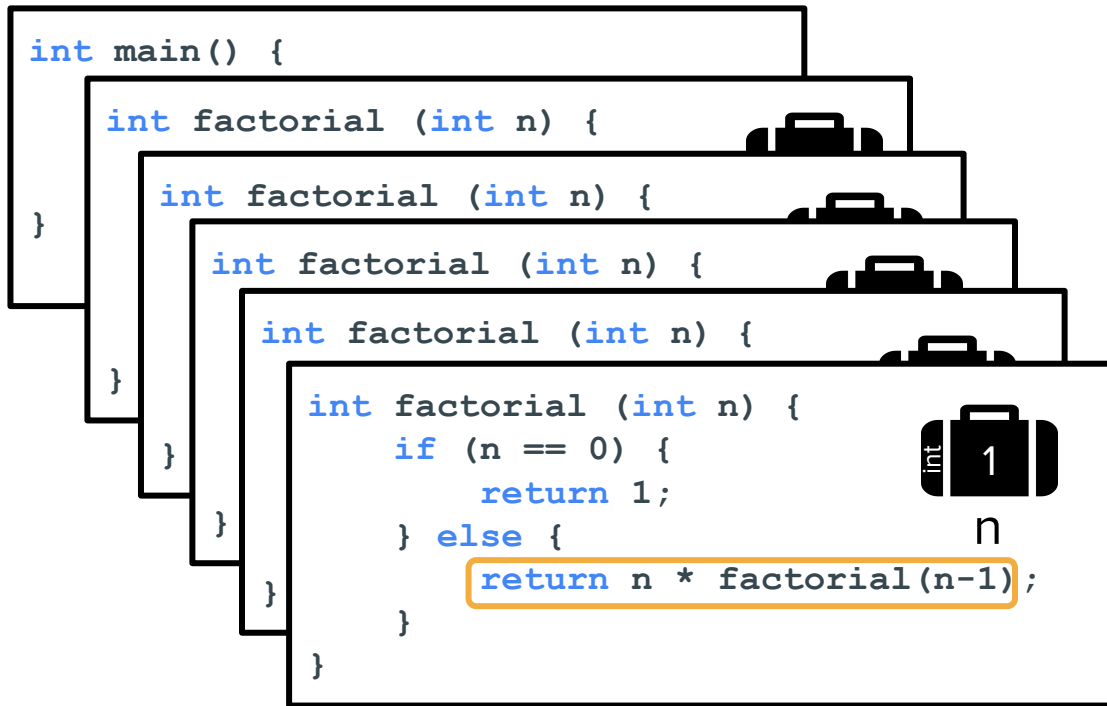 int main() {
int factorial (int n) {
int factorial (int n) {
}
int factorial (int n) {
int factorial (int n) {
}
int factorial (int n) {
if (n == 0) {
int 1
}
return 1;
}
} else {
n
return n * factorial(n-1);
}
}
}